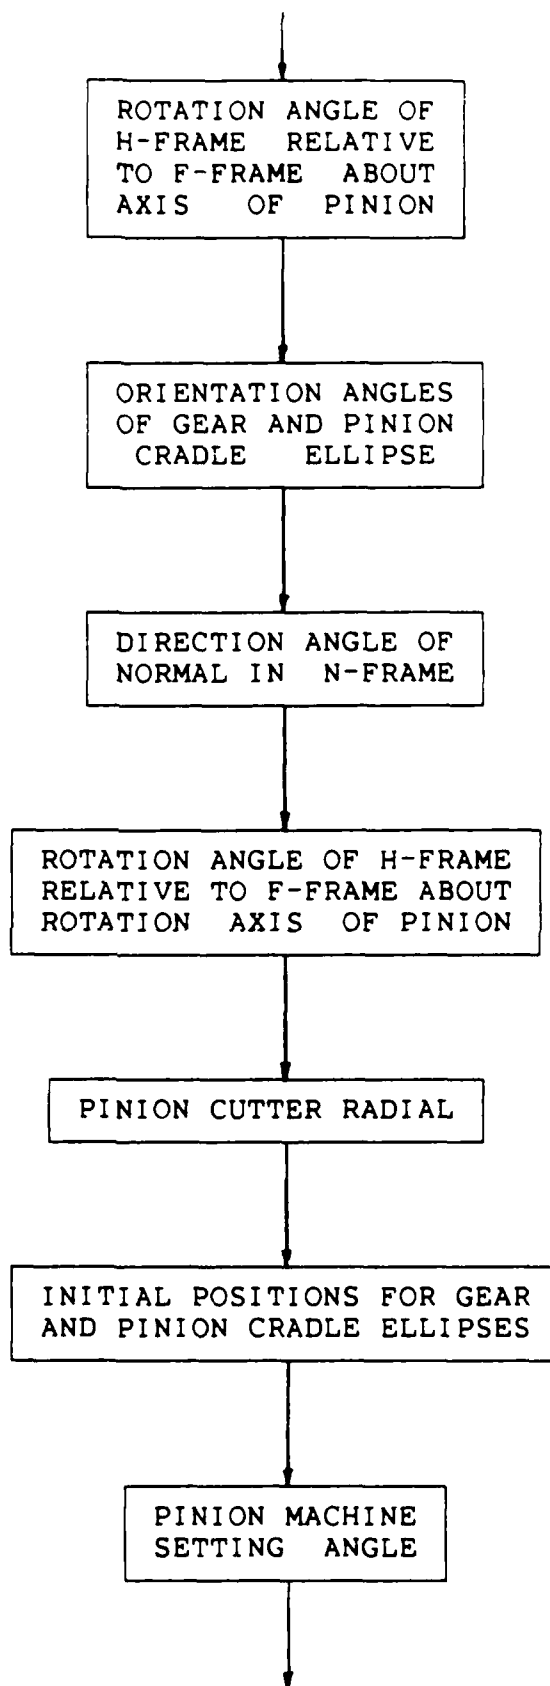 ROTATION ANGLE OF
H-FRAME RELATIVE
TO F-FRAME ABOUT
AXIS OF PINION
ORIENTATION ANGLES
OF GEAR AND PINION
CRADLE ELLIPSE
DIRECTION ANGLE OF
NORMAL IN N-FRAME
ROTATION ANGLE OF H-FRAME
RELATIVE TO F-FRAME ABOUT
ROTATION AXIS OF PINION
PINION CUTTER RADIAL
INITIAL POSITIONS FOR GEAR
AND PINION CRADLE ELLIPSES
PINION MACHINE
SETTING ANGLE